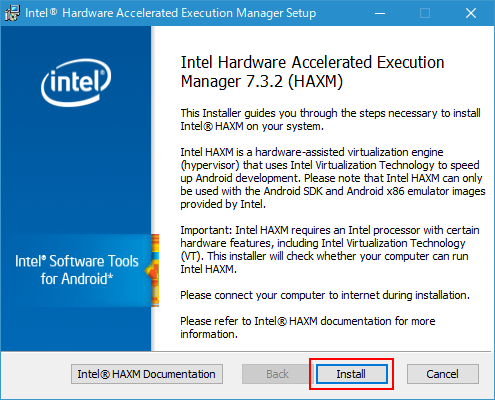 Intel® Hardware Accelerated Execution Manager Setup
intel
Intel® Software Tools
for Android*
Intel Hardware Accelerated Execution
Manager 7.3.2 (HAXM)
This Installer guides you through the steps necessary to install
Intel® HAXM on your system.
Intel HAXM is a hardware-assisted virtualization engine
(hypervisor) that uses Intel Virtualization Technology to speed
up Android development. Please note that Intel HAXM can only
be used with the Android SDK and Android x86 emulator images
provided by Intel.
Important: Intel HAXM requires an Intel processor with certain
hardware features, including Intel Virtualization Technology
(VT). This installer will check whether your computer can run
Intel HAXM.
Please connect your computer to internet during installation.
Please refer to Intel® HAXM documentation for more
information.
Intel® HAXM Documentation
Back
Install
Cancel